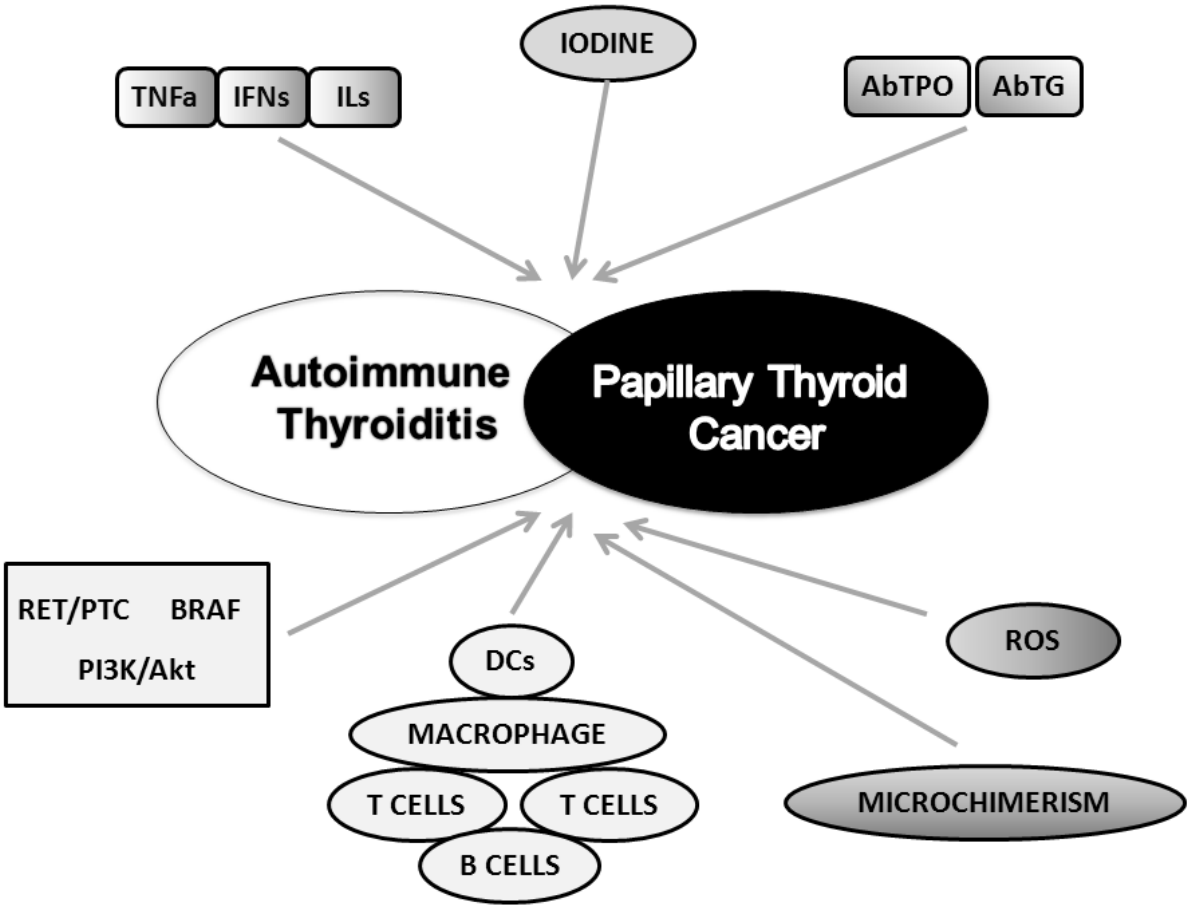 IODINE
TNFa IFNs ILs
AbTPO AbTG
Autoimmune
Thyroiditis
Papillary Thyroid
Cancer
RET/PTC BRAF
PI3K/Akt
DCs
MACROPHAGE
T CELLS T CELLS
B CELLS
ROS
MICROCHIMERISM